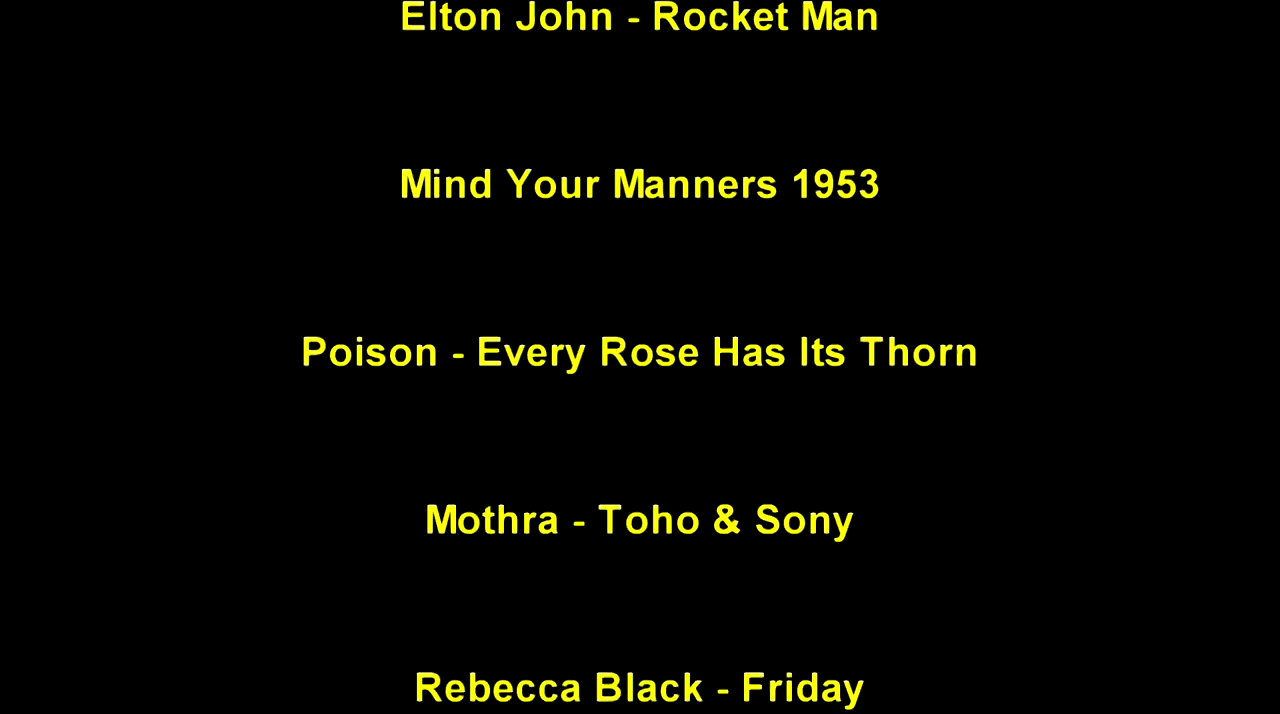 Elton John - Rocket Man
Mind Your Manners 1953
Poison - Every Rose Has Its Thorn
Mothra - Toho & Sony
Rebecca Black - Friday